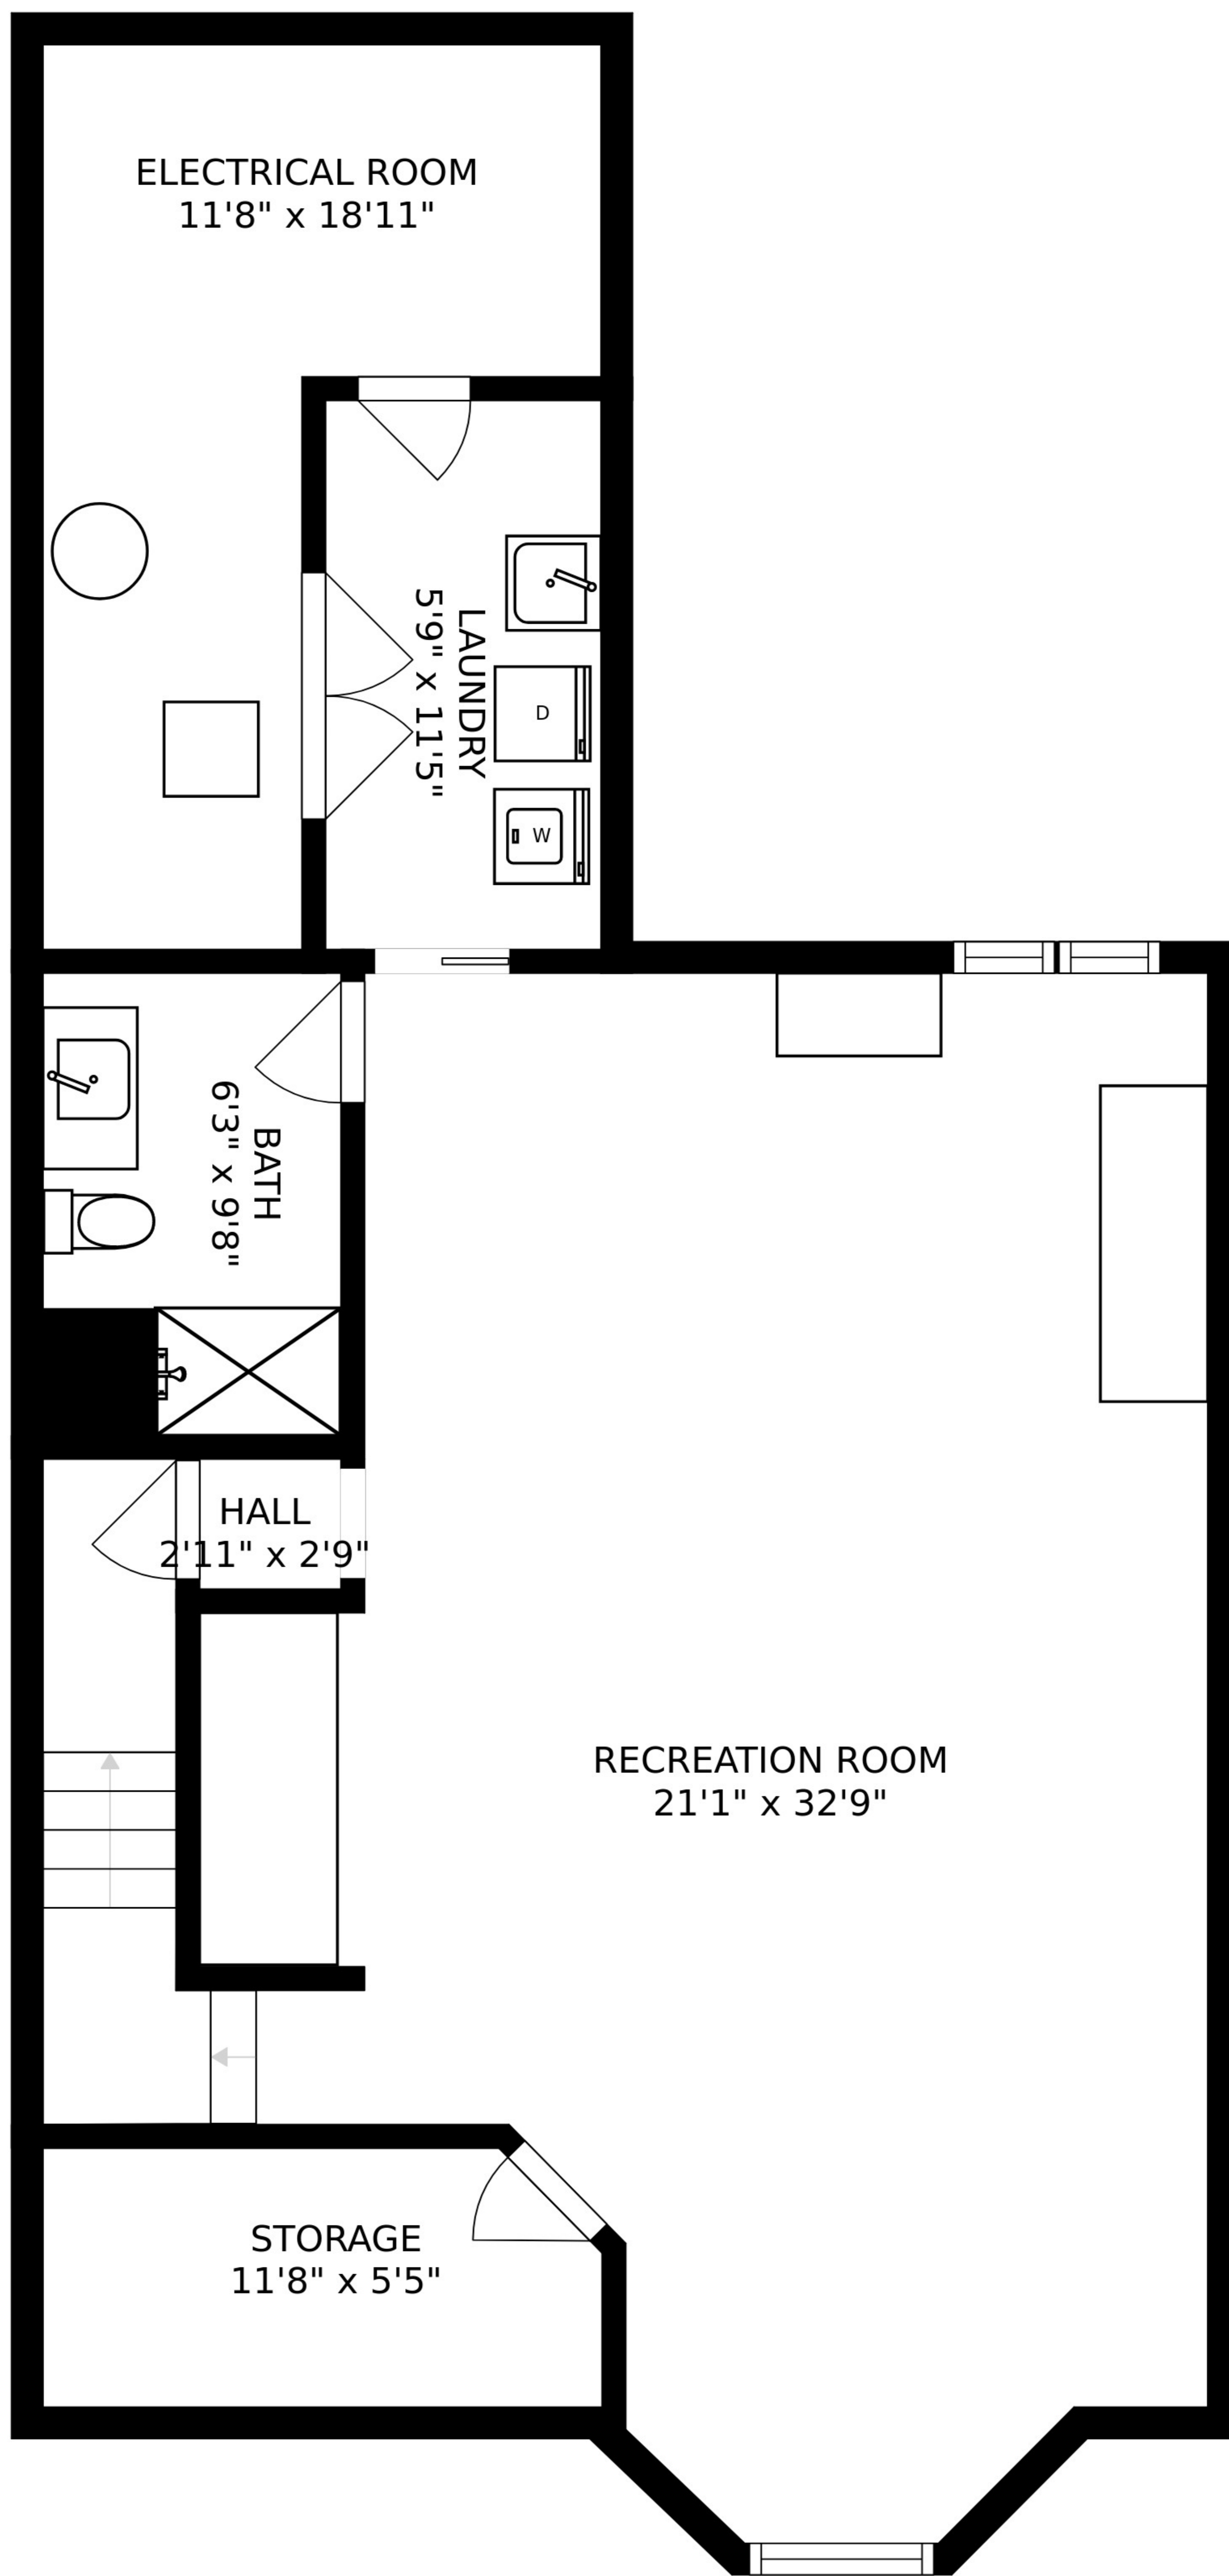 ELECTRICAL ROOM
11'8" x 18'11"
LAUNDRY
5'9" x 11'5"
D
W
BATH
6'3" x 9'8"
HALL
2'11" x 2'9"
RECREATION ROOM
21'1" x 32'9"
STORAGE
11'8" x 5'5"